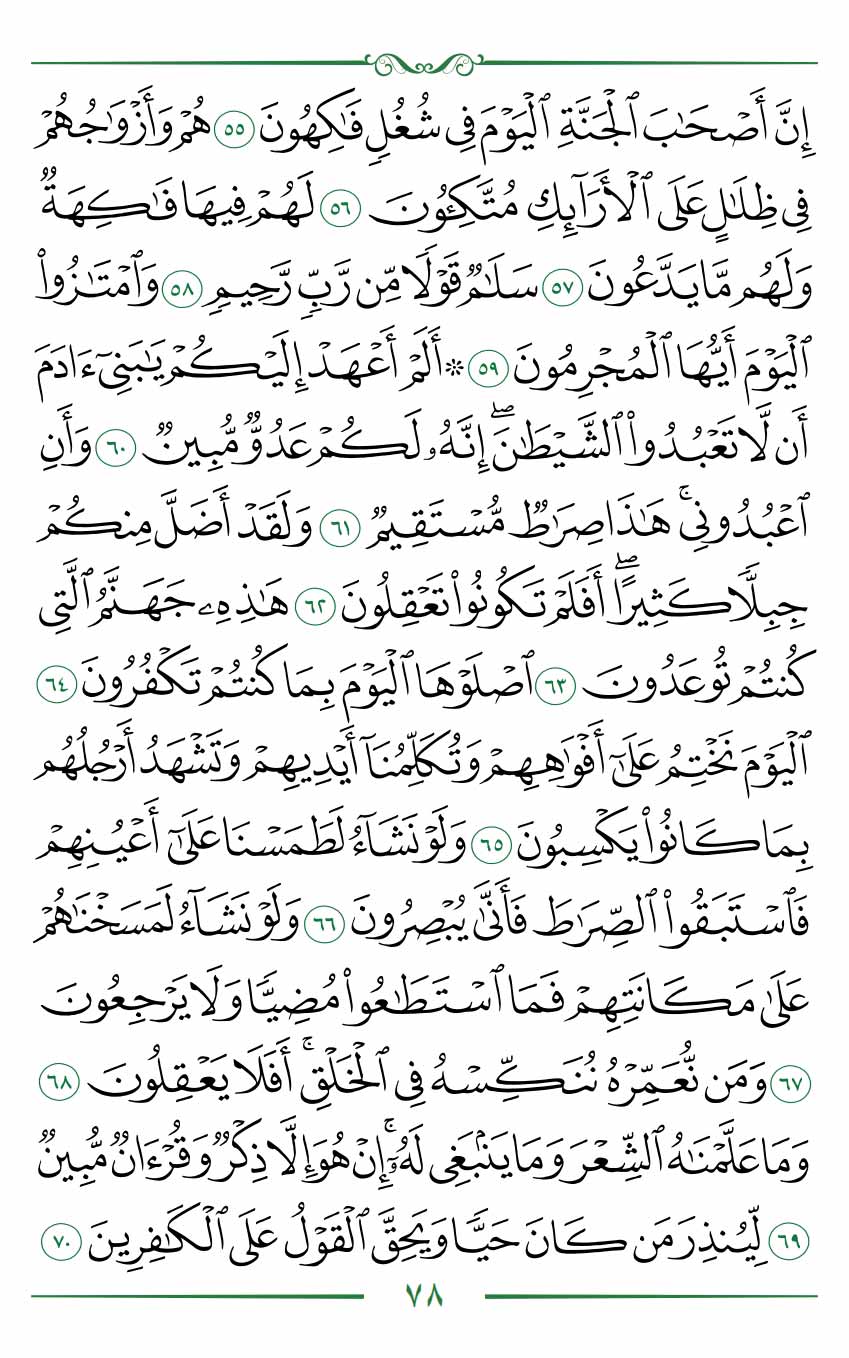 إِنَّ أَصْحَٰبَ ٱلْجَنَّةِ ٱلْيَوْمَ فِى شُغُلٍ فَٰكِهُونَ ٥٥ هُمْ وَأَزْوَٰجُهُمْ
فِى ظِلَٰلٍ عَلَى ٱلْأَرَآئِكِ مُتَّكِـُٔونَ ٥٦ لَهُمْ فِيهَا فَٰكِهَةٌ
وَلَهُم مَّا يَدَّعُونَ ٥٧ سَلَٰمٌ قَوْلًا مِّن رَّبٍّ رَّحِيمٍ ٥٨ وَٱمْتَٰزُوا۟
ٱلْيَوْمَ أَيُّهَا ٱلْمُجْرِمُونَ ٥٩ * أَلَمْ أَعْهَدْ إِلَيْكُمْ يَٰبَنِىٓ ءَادَمَ
أَن لَّا تَعْبُدُوا۟ ٱلشَّيْطَٰنَ ۖ إِنَّهُۥ لَكُمْ عَدُوٌّ مُّبِينٌ ٦٠ وَأَنِ
ٱعْبُدُونِى ۚ هَٰذَا صِرَٰطٌ مُّسْتَقِيمٌ ٦١ وَلَقَدْ أَضَلَّ مِنكُمْ
جِبِلًّا كَثِيرًا ۖ أَفَلَمْ تَكُونُوا۟ تَعْقِلُونَ ٦٢ هَٰذِهِۦ جَهَنَّمُ ٱلَّتِى
كُنتُمْ تُوعَدُونَ ٦٣ ٱصْلَوْهَا ٱلْيَوْمَ بِمَا كُنتُمْ تَكْفُرُونَ ٦٤
ٱلْيَوْمَ نَخْتِمُ عَلَىٰٓ أَفْوَٰهِهِمْ وَتُكَلِّمُنَآ أَيْدِيهِمْ وَتَشْهَدُ أَرْجُلُهُم
بِمَا كَانُوا۟ يَكْسِبُونَ ٦٥ وَلَوْ نَشَآءُ لَطَمَسْنَا عَلَىٰٓ أَعْيُنِهِمْ
فَٱسْتَبَقُوا۟ ٱلصِّرَٰطَ فَأَنَّىٰ يُبْصِرُونَ ٦٦ وَلَوْ نَشَآءُ لَمَسَخْنَٰهُمْ
عَلَىٰ مَكَانَتِهِمْ فَمَا ٱسْتَطَٰعُوا۟ مُضِيًّا وَلَا يَرْجِعُونَ
٦٧ وَمَن نُّعَمِّرْهُ نُنَكِّسْهُ فِى ٱلْخَلْقِ ۚ أَفَلَا يَعْقِلُونَ ٦٨
وَمَا عَلَّمْنَٰهُ ٱلشِّعْرَ وَمَا يَنۢبَغِى لَهُۥٓ ۚ إِنْ هُوَ إِلَّا ذِكْرٌ وَقُرْءَانٌ مُّبِينٌ
٦٩ لِّيُنذِرَ مَن كَانَ حَيًّا وَيَحِقَّ ٱلْقَوْلُ عَلَى ٱلْكَٰفِرِينَ ٧٠
٧٨